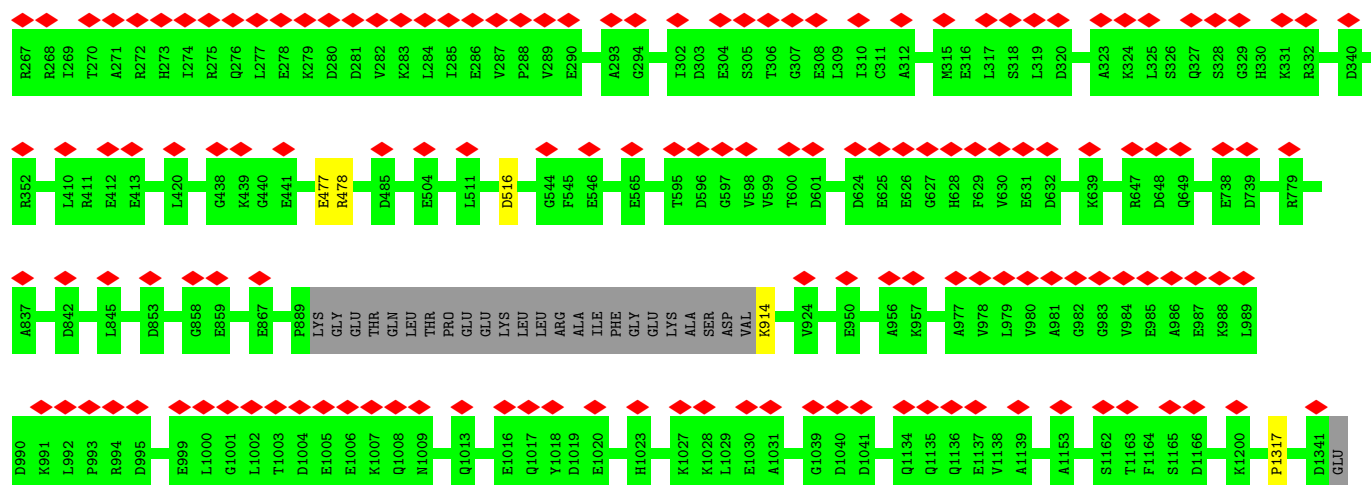 R267 R268 I269 T270 A271 R272 H273 I274 R275 Q276 L277 E278 K279 D280 D281 V282 K283 L284 I285 E286 V287 P288 V289 E290 A293 G294 I302 D303 E304 S305 T306 G307 E308 L309 I310 C311 A312 M315 E316 L317 S318 L319 D320 A323 K324 L325 S326 Q327 S328 G329 H330 K331 R332 D340
R352 L410 R411 E412 E413 L420 G438 K439 G440 E441 E477 R478 D485 E504 L511 D516 G544 F545 E546 E565 T595 D596 G597 V598 V599 T600 D601 D624 E625 E626 G627 H628 F629 V630 E631 D632 K639 R647 D648 Q649 E738 D739 R779
A837 D842 L845 D853 G858 E859 E867 P889 LYS GLY GLU THR GLN LEU THR PRO GLU GLU LYS LEU LEU ARG ALA ILE PHE GLY GLU LYS ALA SER ASP VAL K914 V924 E950 A956 K957 A977 V978 L979 V980 A981 G982 G983 V984 E985 A986 E987 K988 L989
D990 K991 L992 P993 R994 D995 E999 L1000 G1001 L1002 T1003 D1004 E1005 E1006 K1007 Q1008 N1009 Q1013 E1016 Q1017 Y1018 D1019 E1020 H1023 K1027 K1028 L1029 E1030 A1031 G1039 D1040 D1041 Q1134 Q1135 Q1136 E1137 V1138 A1139 A1153 S1162 T1163 F1164 S1165 D1166 K1200 P1317 D1341 GLU